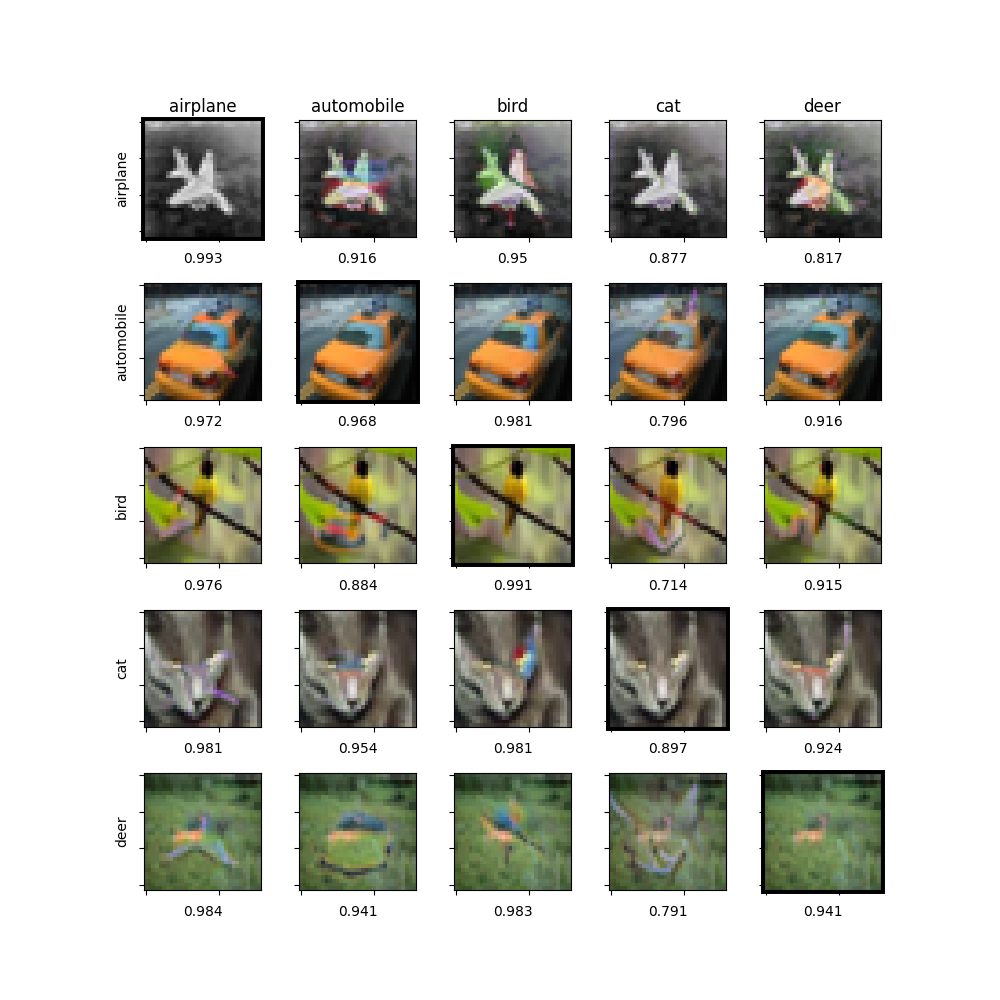 airplane automobile bird cat deer
airplane
0.993 0.916 0.95 0.877 0.817
automobile
0.972 0.968 0.981 0.796 0.916
bird
0.976 0.884 0.991 0.714 0.915
cat
0.981 0.954 0.981 0.897 0.924
deer
0.984 0.941 0.983 0.791 0.941